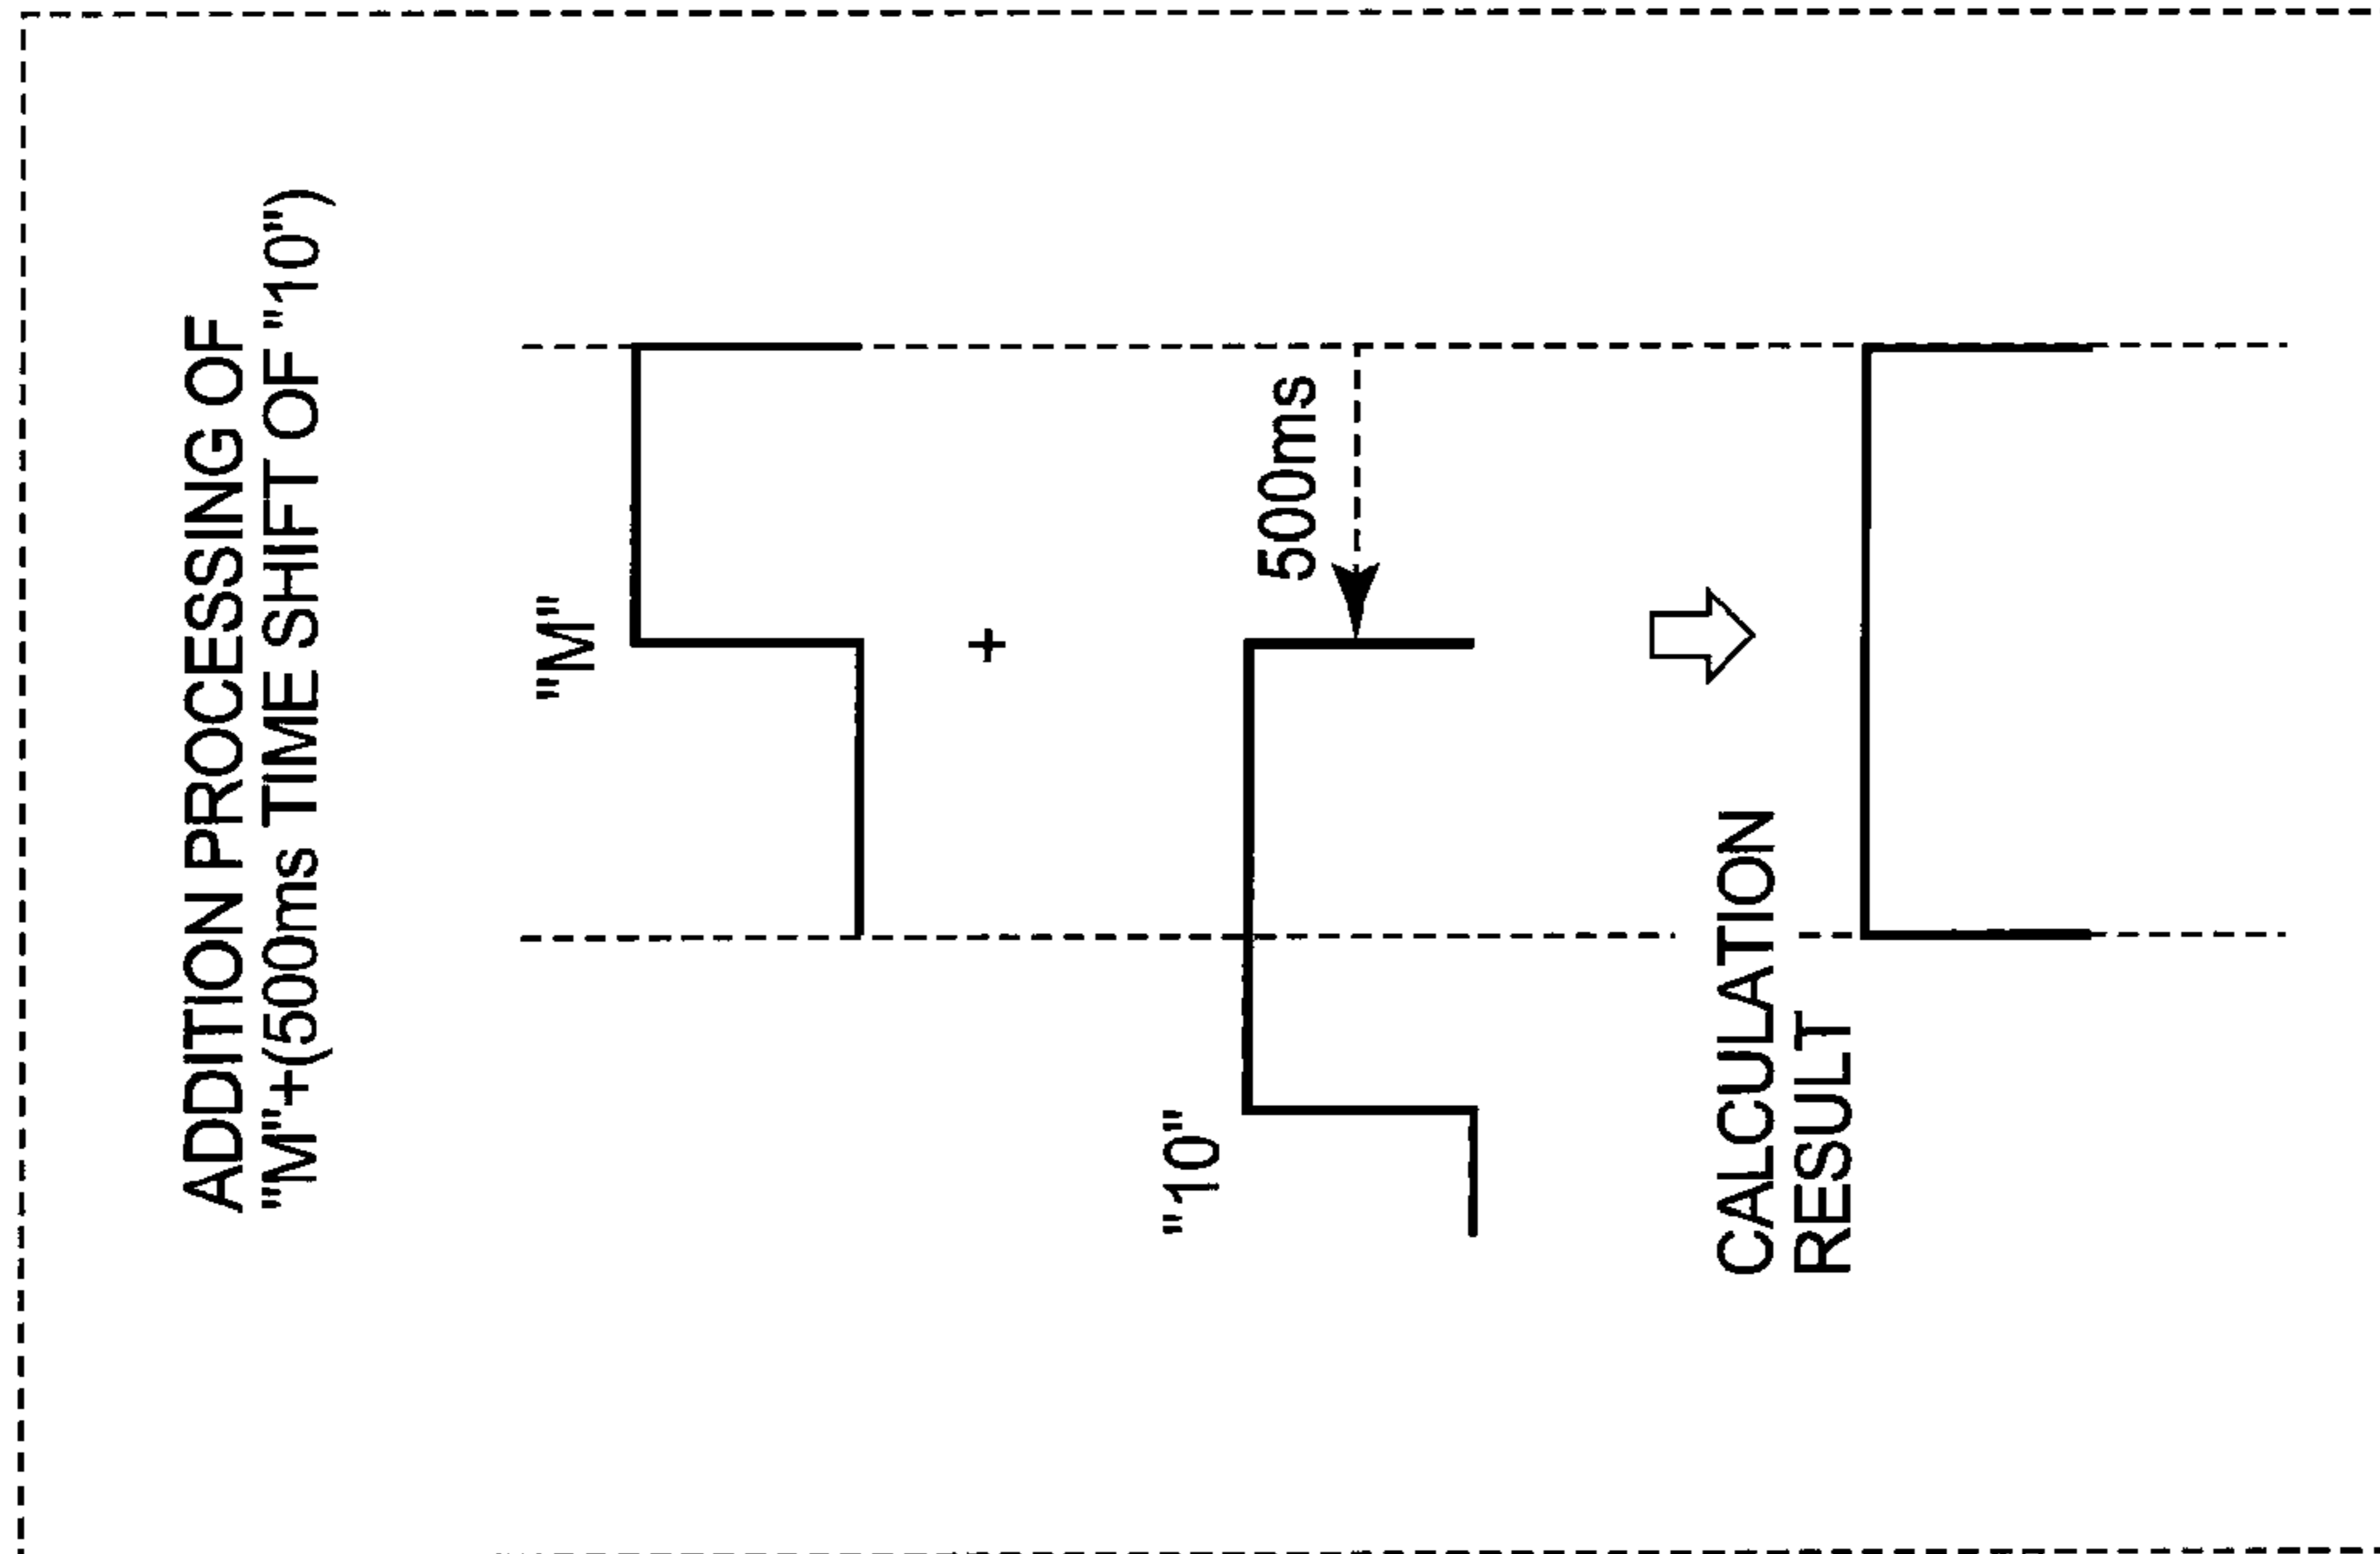 ADDITION PROCESSING OF
"M"+(500ms TIME SHIFT OF "10")
"M"
+
"10"
500ms
CALCULATION
RESULT